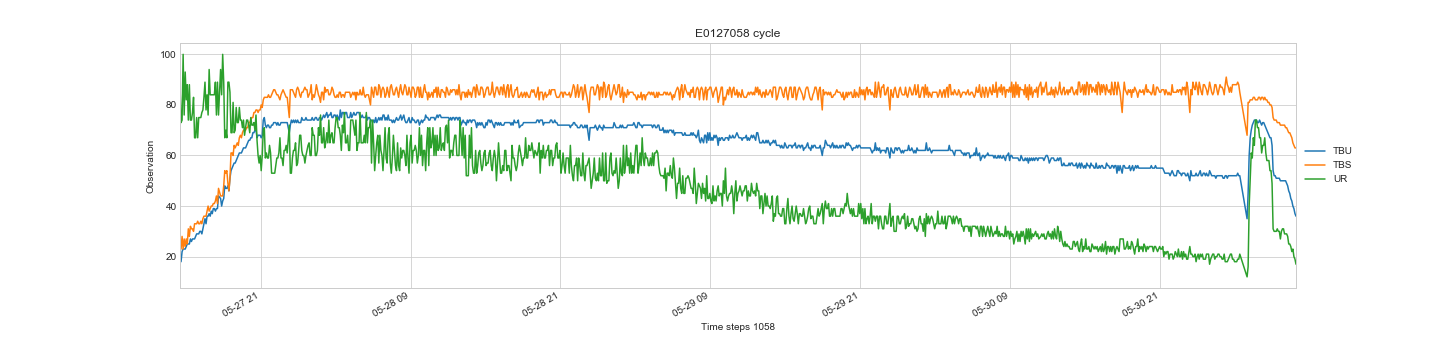 E0127058 cycle
100
80
60
40
20
Observation
05-27 21
05-28 09
05-28 21
05-29 09
05-29 21
05-30 09
05-30 21
Time steps 1058
TBU
TBS
UR